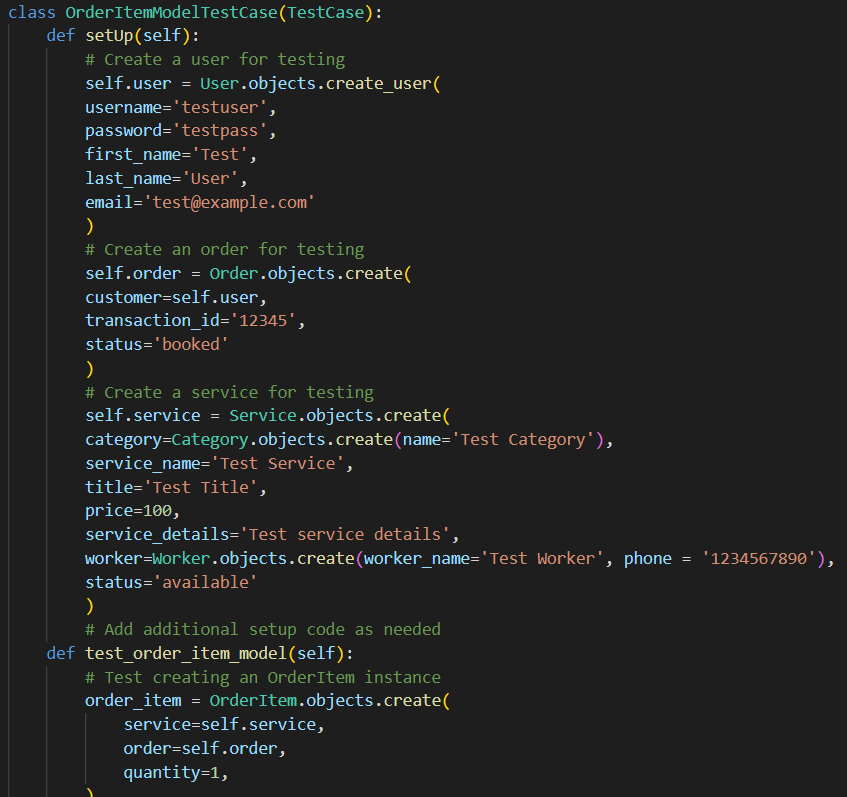 class OrderItemModelTestCase(TestCase):
    def setUp(self):
        # Create a user for testing
        self.user = User.objects.create_user(
        username='testuser',
        password='testpass',
        first_name='Test',
        last_name='User',
        email='test@example.com'
        )
        # Create an order for testing
        self.order = Order.objects.create(
        customer=self.user,
        transaction_id='12345',
        status='booked'
        )
        # Create a service for testing
        self.service = Service.objects.create(
        category=Category.objects.create(name='Test Category'),
        service_name='Test Service',
        title='Test Title',
        price=100,
        service_details='Test service details',
        worker=Worker.objects.create(worker_name='Test Worker', phone = '1234567890'),
        status='available'
        )
        # Add additional setup code as needed
    def test_order_item_model(self):
        # Test creating an OrderItem instance
        order_item = OrderItem.objects.create(
            service=self.service,
            order=self.order,
            quantity=1,
        )